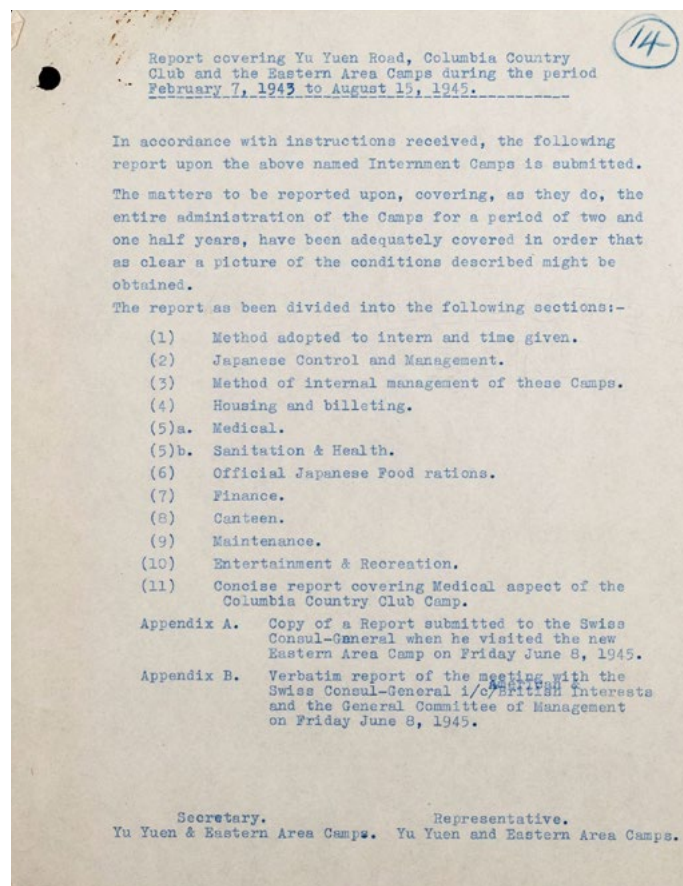 14
Report covering Yu Yuen Road, Columbia Country
Club and the Eastern Area Camps during the period
February 7, 1943 to August 15, 1945.
In accordance with instructions received, the following
report upon the above named Internment Camps is submitted.
The matters to be reported upon, covering, as they do, the
entire administration of the Camps for a period of two and
one half years, have been adequately covered in order that
as clear a picture of the conditions described might be
obtained.
The report as been divided into the following sections:-
(1) Method adopted to intern and time given.
(2) Japanese Control and Management.
(3) Method of internal management of these Camps.
(4) Housing and billeting.
(5)a. Medical.
(5)b. Sanitation & Health.
(6) Official Japanese Food rations.
(7) Finance.
(8) Canteen.
(9) Maintenance.
(10) Entertainment & Recreation.
(11) Concise report covering Medical aspect of the
Columbia Country Club Camp.
Appendix A. Copy of a Report submitted to the Swiss
Consul-General when he visited the new
Eastern Area Camp on Friday June 8, 1945.
Appendix B. Verbatim report of the meeting with the
American &
Swiss Consul-General i/c/British Interests
and the General Committee of Management
on Friday June 8, 1945.
Secretary. Representative.
Yu Yuen & Eastern Area Camps. Yu Yuen and Eastern Area Camps.